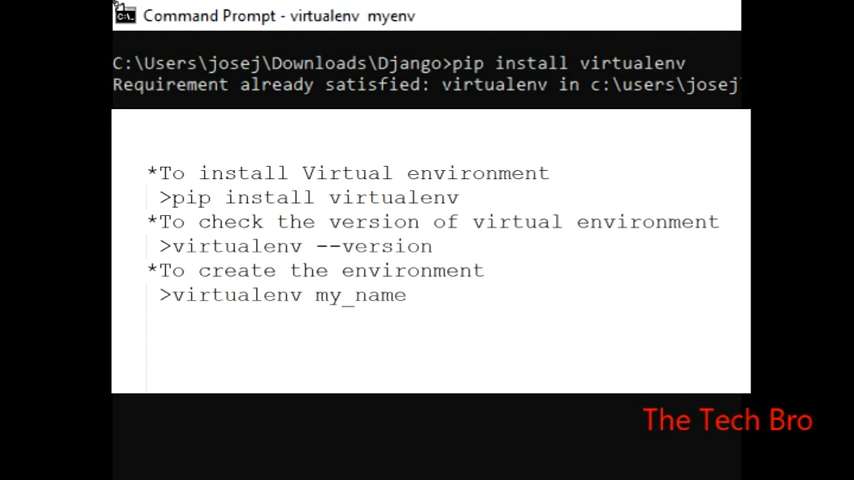 Command Prompt - virtualenv myenv
C:\Users\josej\Downloads\Django>pip install virtualenv
Requirement already satisfied: virtualenv in c:\users\josej
*To install Virtual environment
>pip install virtualenv
*To check the version of virtual environment
>virtualenv --version
*To create the environment
>virtualenv my_name
The Tech Bro